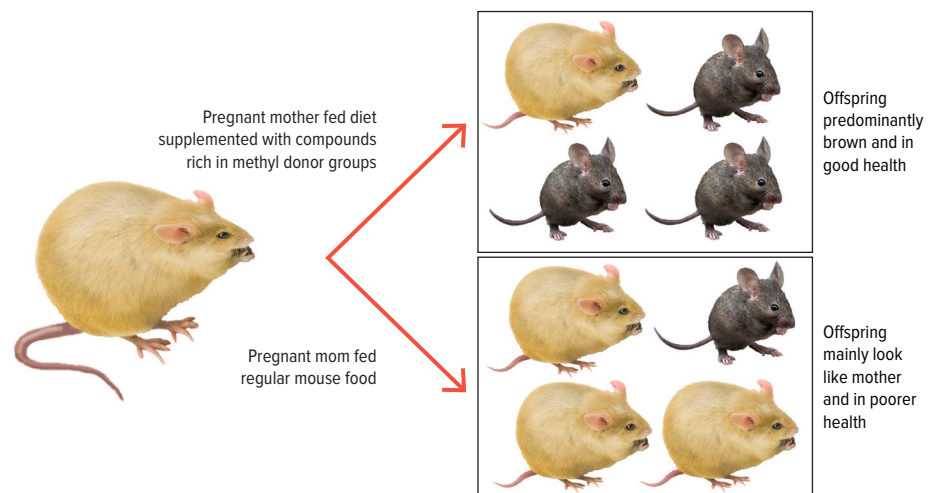 Pregnant mother fed diet
supplemented with compounds
rich in methyl donor groups
Offspring
predominantly
brown and in
good health
Pregnant mom fed
regular mouse food
Offspring
mainly look
like mother
and in poorer
health